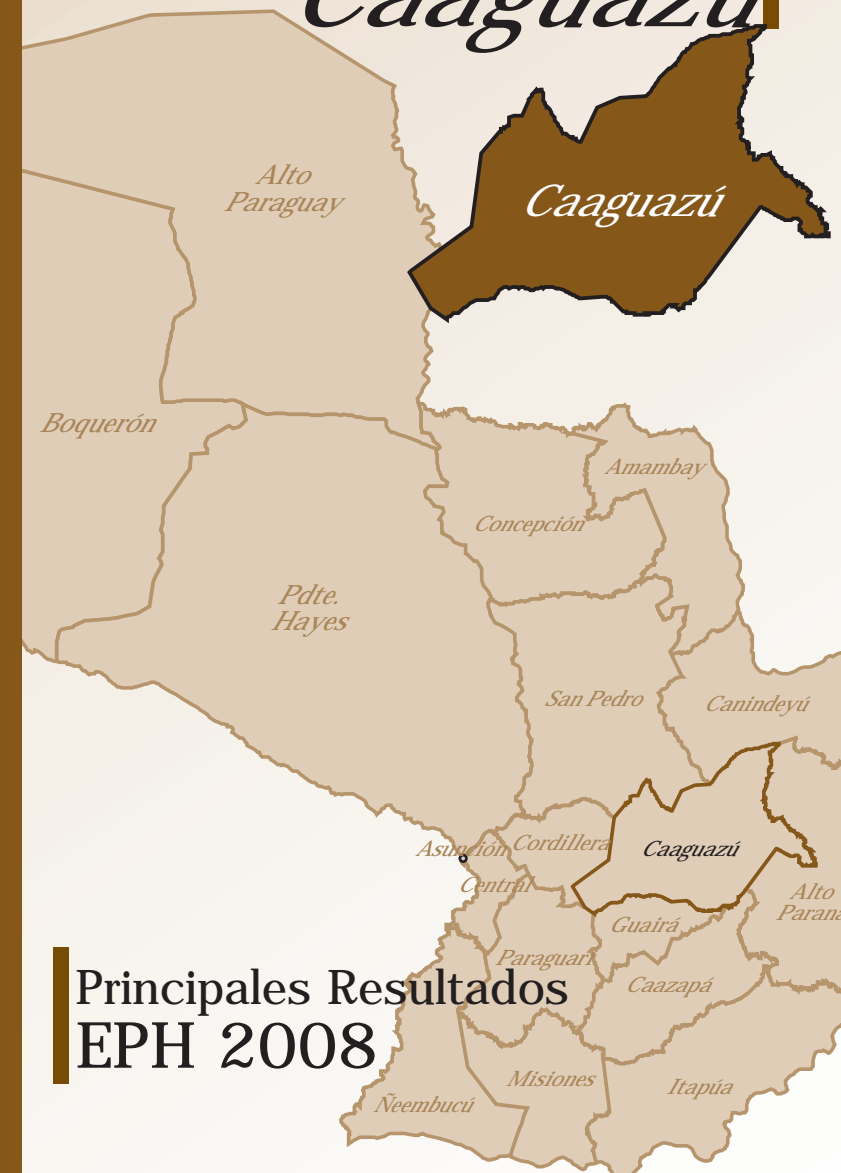 Caaguazú
Alto
Paraguay
Caaguazú
Boquerón
Amambay
Concepción
Pdte.
Hayes
San Pedro
Canindeyú
Asunción
Cordillera
Caaguazú
Central
Alto
Paraná
Guairá
Paraguarí
Caazapá
Principales Resultados
EPH 2008
Misiones
Itapúa
Ñeembucú